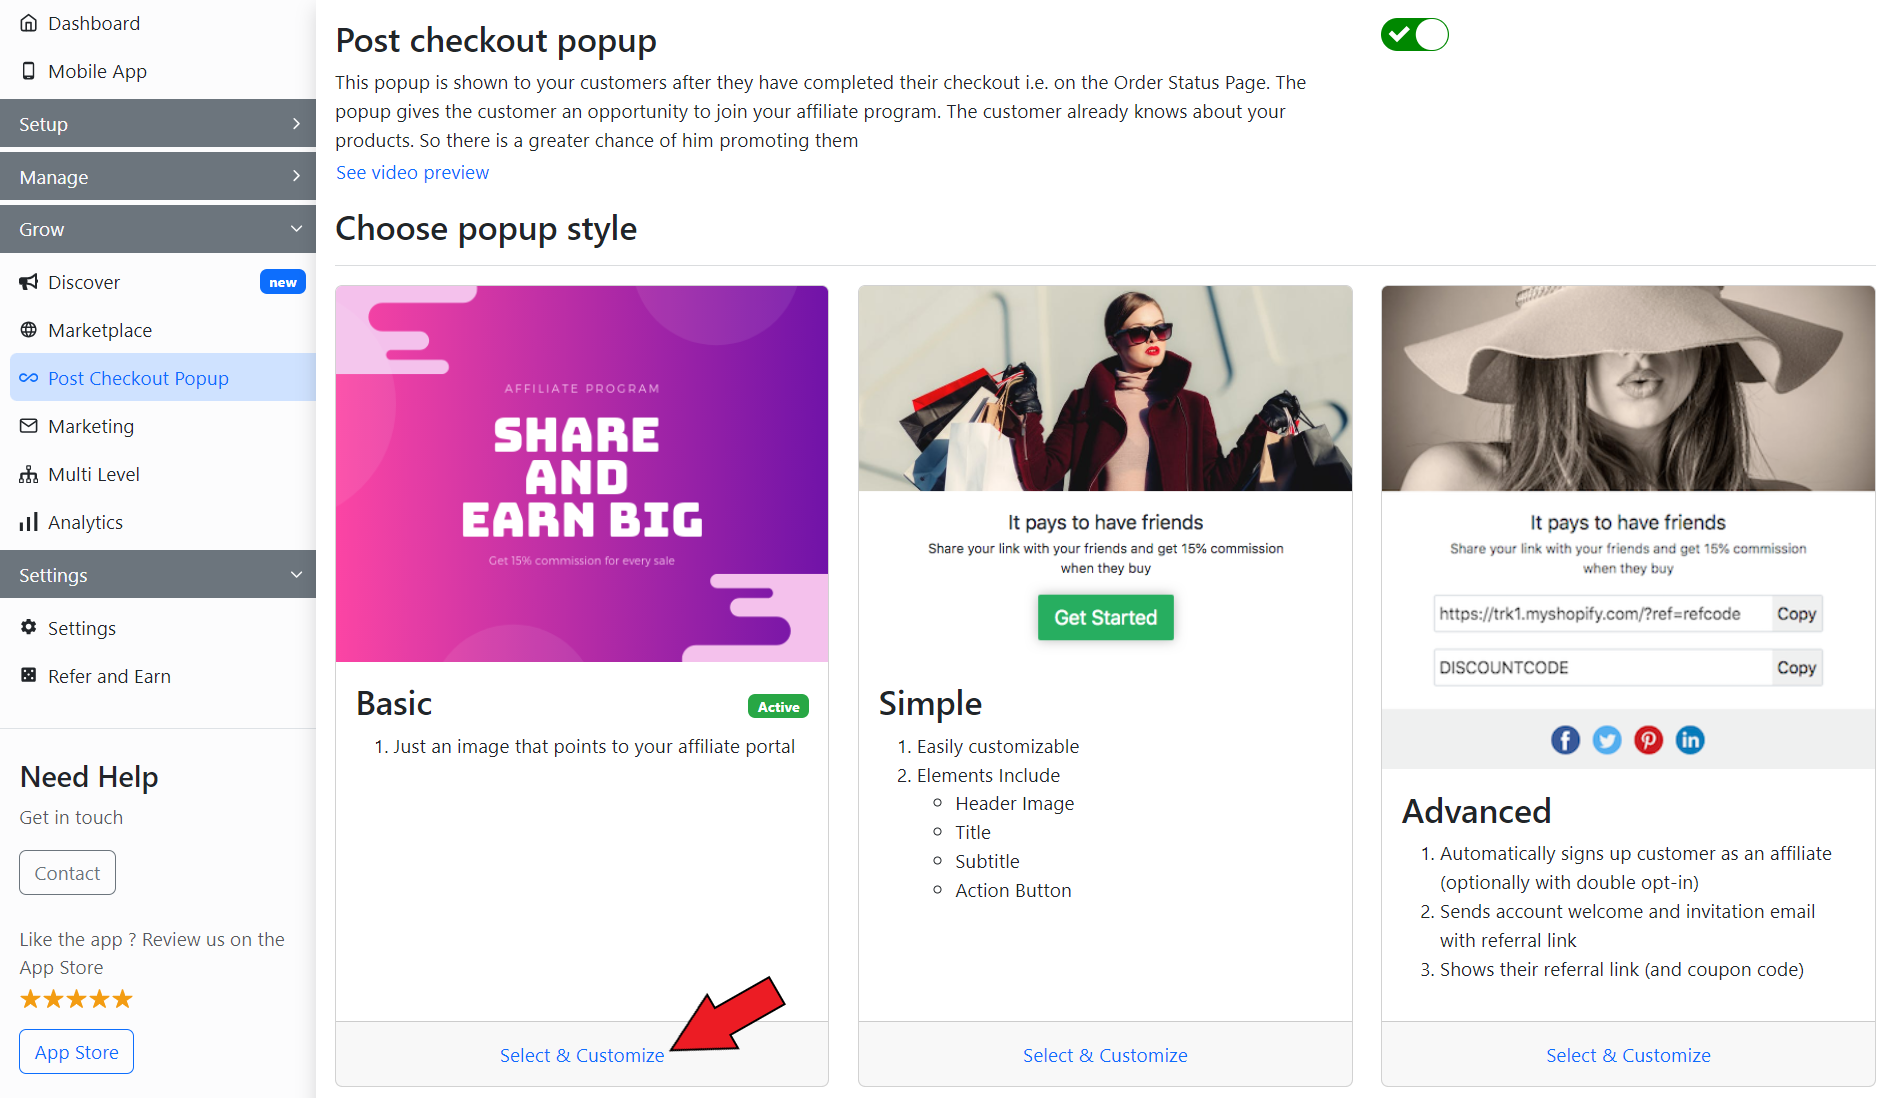 Dashboard
Mobile App
Setup
Manage
Grow
Discover new
Marketplace
Post Checkout Popup
Marketing
Multi Level
Analytics
Settings
Settings
Refer and Earn
Need Help
Get in touch
Contact
Like the app ? Review us on the
App Store
App Store
Post checkout popup
This popup is shown to your customers after they have completed their checkout i.e. on the Order Status Page. The
popup gives the customer an opportunity to join your affiliate program. The customer already knows about your
products. So there is a greater chance of him promoting them
See video preview
Choose popup style
AFFILIATE PROGRAM
SHARE
AND
EARN BIG
Get 15% commission for every sale
Basic Active
1. Just an image that points to your affiliate portal
Select & Customize
It pays to have friends
Share your link with your friends and get 15% commission
when they buy
Get Started
Simple
1. Easily customizable
2. Elements Include
Header Image
Title
Subtitle
Action Button
Select & Customize
It pays to have friends
Share your link with your friends and get 15% commission
when they buy
https://trk1.myshopify.com/?ref=refcode Copy
DISCOUNTCODE Copy
Advanced
1. Automatically signs up customer as an affiliate
(optionally with double opt-in)
2. Sends account welcome and invitation email
with referral link
3. Shows their referral link (and coupon code)
Select & Customize